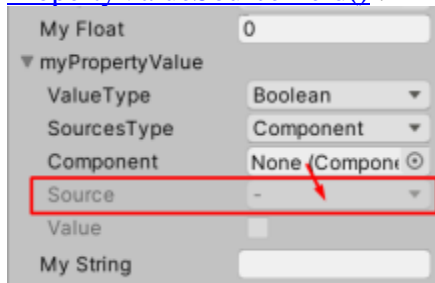 My Float 0
myPropertyValue
ValueType Boolean
SourcesType Component
Component None (Compone
Source -
Value
My String